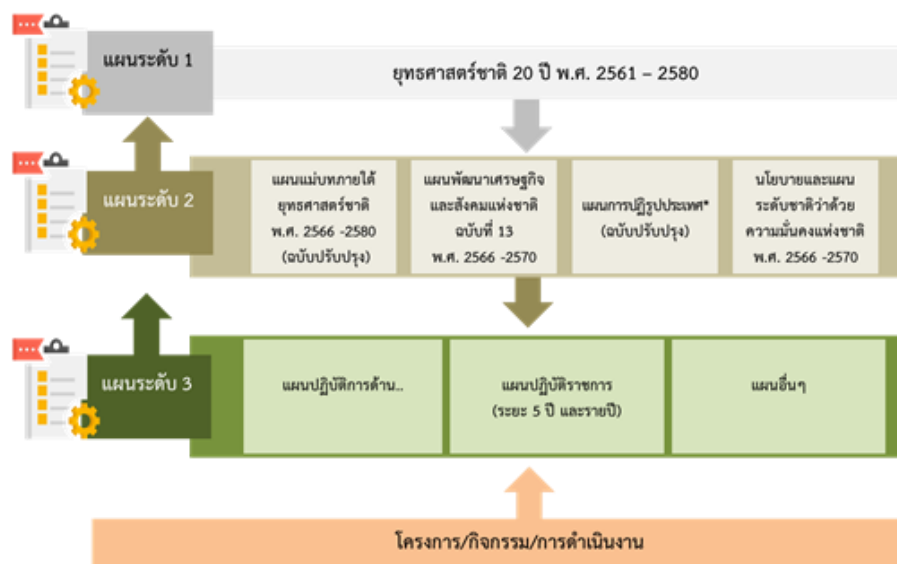 แผนระดับ 1
ยุทธศาสตร์ชาติ 20 ปี พ.ศ. 2561 – 2580
แผนระดับ 2
แผนแม่บทภายใต้
ยุทธศาสตร์ชาติ
พ.ศ. 2566 -2580
(ฉบับปรับปรุง)
แผนพัฒนาเศรษฐกิจ
และสังคมแห่งชาติ
ฉบับที่ 13
พ.ศ. 2566 -2570
แผนการปฏิรูปประเทศ*
(ฉบับปรับปรุง)
นโยบายและแผน
ระดับชาติว่าด้วย
ความมั่นคงแห่งชาติ
พ.ศ. 2566 -2570
แผนระดับ 3
แผนปฏิบัติการด้าน..
แผนปฏิบัติราชการ
(ระยะ 5 ปี และรายปี)
แผนอื่นๆ
โครงการ/กิจกรรม/การดำเนินงาน